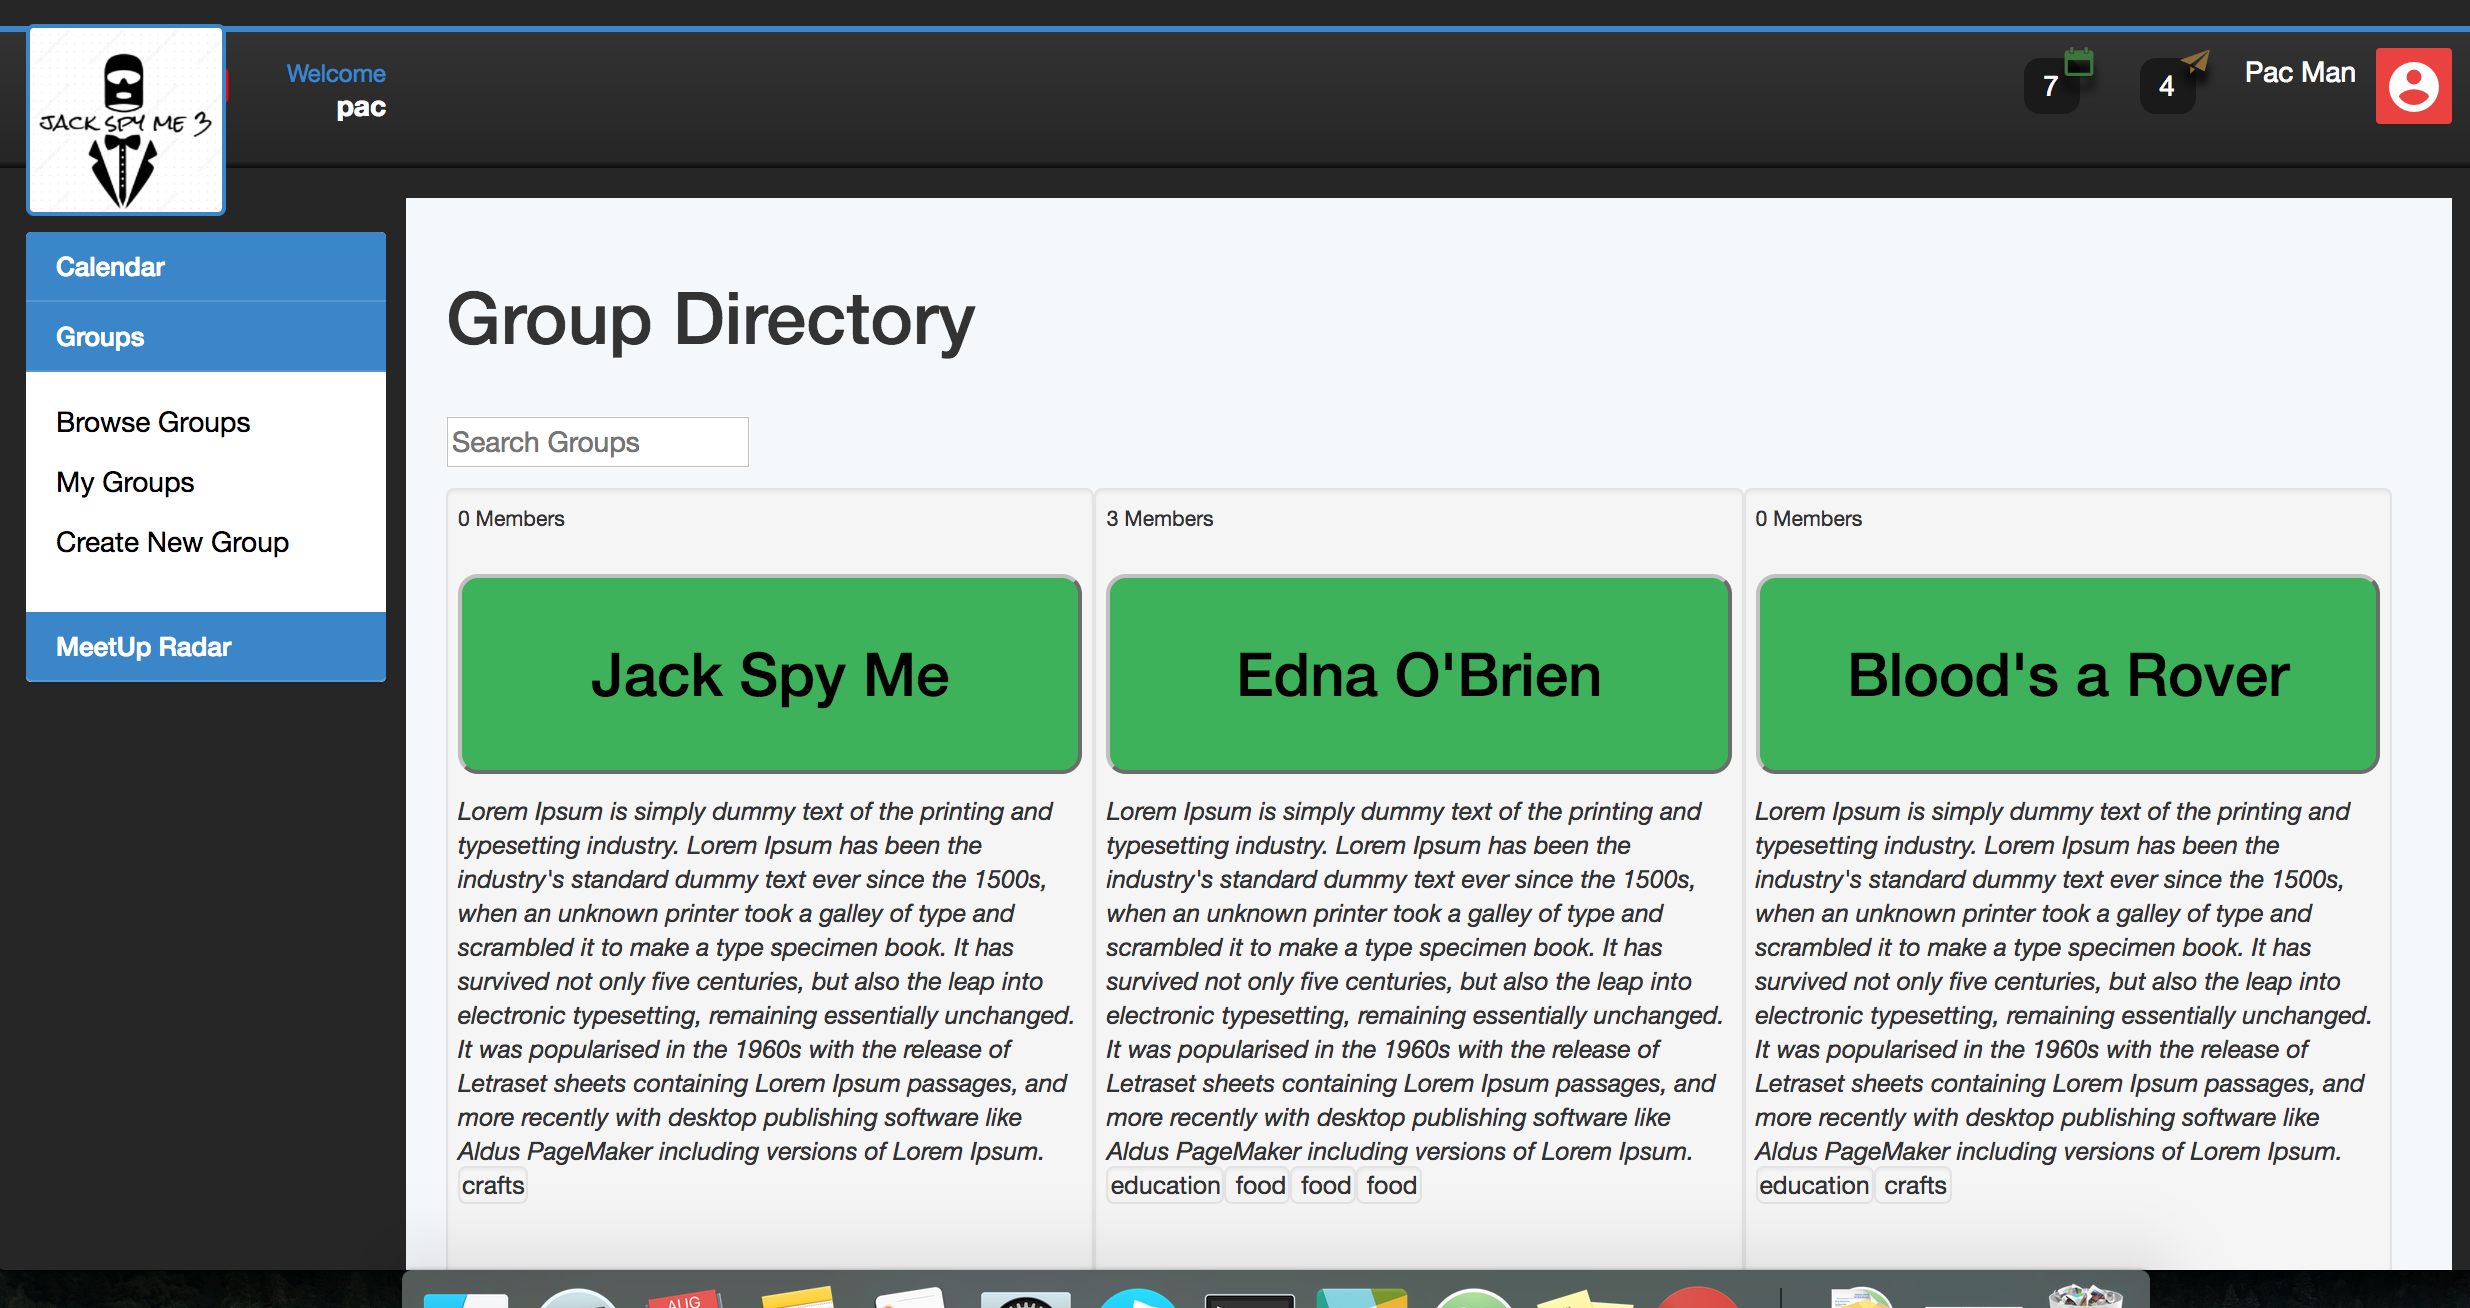 JACK SPY ME 3
Welcome
pac
7
4
Pac Man
Calendar
Groups
Browse Groups
My Groups
Create New Group
MeetUp Radar
Group Directory
Search Groups
0 Members
Jack Spy Me
Lorem Ipsum is simply dummy text of the printing and
typesetting industry. Lorem Ipsum has been the
industry's standard dummy text ever since the 1500s,
when an unknown printer took a galley of type and
scrambled it to make a type specimen book. It has
survived not only five centuries, but also the leap into
electronic typesetting, remaining essentially unchanged.
It was popularised in the 1960s with the release of
Letraset sheets containing Lorem Ipsum passages, and
more recently with desktop publishing software like
Aldus PageMaker including versions of Lorem Ipsum.
crafts
3 Members
Edna O'Brien
Lorem Ipsum is simply dummy text of the printing and
typesetting industry. Lorem Ipsum has been the
industry's standard dummy text ever since the 1500s,
when an unknown printer took a galley of type and
scrambled it to make a type specimen book. It has
survived not only five centuries, but also the leap into
electronic typesetting, remaining essentially unchanged.
It was popularised in the 1960s with the release of
Letraset sheets containing Lorem Ipsum passages, and
more recently with desktop publishing software like
Aldus PageMaker including versions of Lorem Ipsum.
education food food food
0 Members
Blood's a Rover
Lorem Ipsum is simply dummy text of the printing and
typesetting industry. Lorem Ipsum has been the
industry's standard dummy text ever since the 1500s,
when an unknown printer took a galley of type and
scrambled it to make a type specimen book. It has
survived not only five centuries, but also the leap into
electronic typesetting, remaining essentially unchanged.
It was popularised in the 1960s with the release of
Letraset sheets containing Lorem Ipsum passages, and
more recently with desktop publishing software like
Aldus PageMaker including versions of Lorem Ipsum.
education crafts
AUG